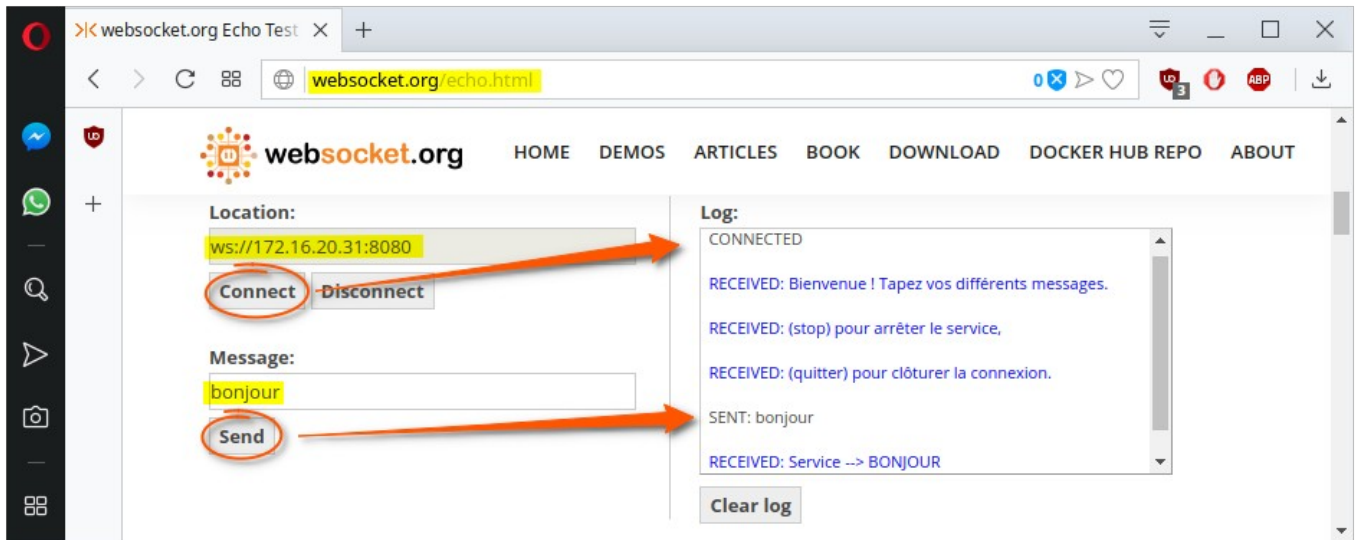 websocket.org Echo Test
websocket.org/echo.html
0
3
ABP
websocket.org
HOME DEMOS ARTICLES BOOK DOWNLOAD DOCKER HUB REPO ABOUT
Location:
ws://172.16.20.31:8080
Connect Disconnect
Message:
bonjour
Send
Log:
CONNECTED
RECEIVED: Bienvenue ! Tapez vos différents messages.
RECEIVED: (stop) pour arrêter le service,
RECEIVED: (quitter) pour clôturer la connexion.
SENT: bonjour
RECEIVED: Service --> BONJOUR
Clear log